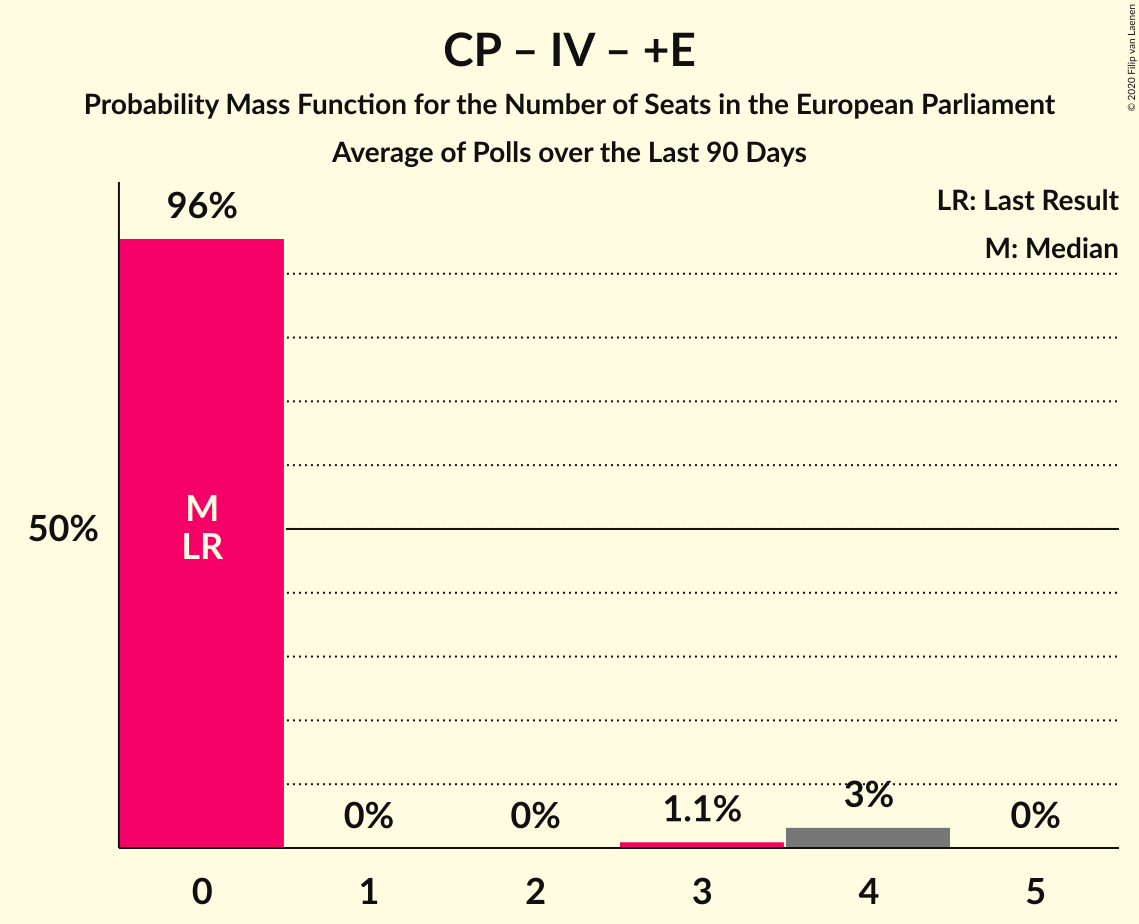 CP – IV – +E
Probability Mass Function for the Number of Seats in the European Parliament
Average of Polls over the Last 90 Days
© 2020 Filip van Laenen
LR: Last Result
M: Median
96%
50%
M
LR
0%
0%
1.1%
3%
0%
0
1
2
3
4
5